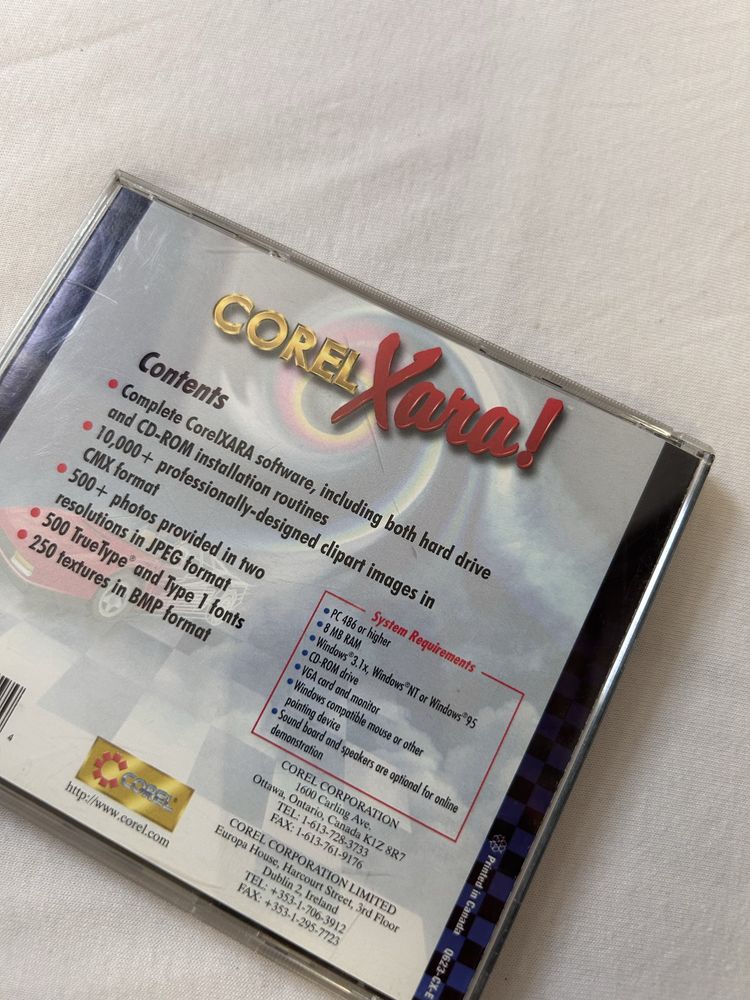 COREL Xara!™
Contents
• Complete CorelXARA software, including both hard drive
and CD-ROM installation routines
• 10,000+ professionally-designed clipart images in
CMX format
• 500+ photos provided in two
resolutions in JPEG format
• 500 TrueType® and Type 1 fonts
• 250 textures in BMP format
System Requirements
• PC 486 or higher
• 8 MB RAM
• Windows® 3.1x, Windows® NT or Windows® 95
• CD-ROM drive
• VGA card and monitor
• Windows compatible mouse or other
pointing device
• Sound board and speakers are optional for online
demonstration
4
COREL®
http://www.corel.com
COREL CORPORATION
1600 Carling Ave.
Ottawa, Ontario, Canada K1Z 8R7
TEL: 1-613-728-3733
FAX: 1-613-761-9176
COREL CORPORATION LIMITED
Europa House, Harcourt Street, 3rd Floor
Dublin 2, Ireland
TEL: +353-1-706-3912
FAX: +353-1-295-7723
Printed in Canada 0623-CX-E